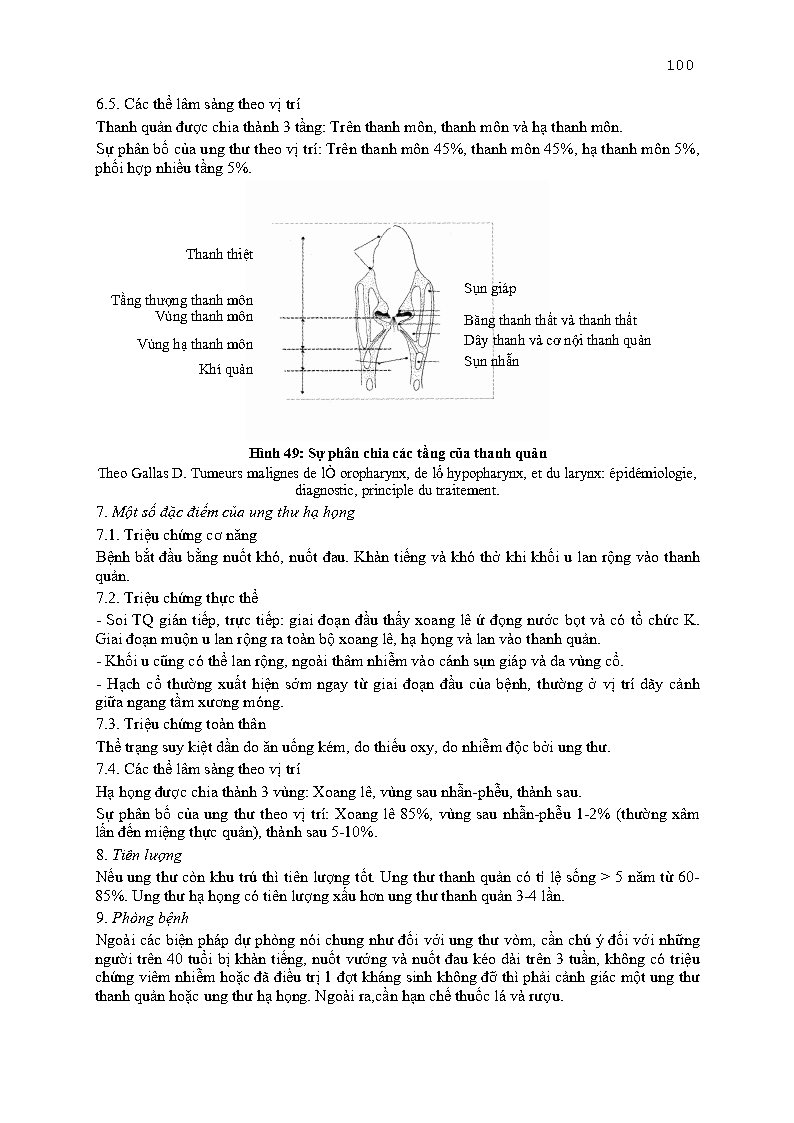 100
6.5. Các thể lâm sàng theo vị trí
Thanh quản được chia thành 3 tầng: Trên thanh môn, thanh môn và hạ thanh môn.
Sự phân bố của ung thư theo vị trí: Trên thanh môn 45%, thanh môn 45%, hạ thanh môn 5%,
phối hợp nhiều tầng 5%.
Thanh thiệt
Tầng thượng thanh môn
Vùng thanh môn
Vùng hạ thanh môn
Khí quản
Sụn giáp
Băng thanh thất và thanh thất
Dây thanh và cơ nội thanh quản
Sụn nhẫn
Hình 49: Sự phân chia các tầng của thanh quản
Theo Gallas D. Tumeurs malignes de lÒ oropharynx, de lố hypopharynx, et du larynx: épidémiologie,
diagnostic, principle du traitement.
7. Một số đặc điểm của ung thư hạ họng
7.1. Triệu chứng cơ năng
Bệnh bắt đầu bằng nuốt khó, nuốt đau. Khàn tiếng và khó thở khi khối u lan rộng vào thanh
quản.
7.2. Triệu chứng thực thể
- Soi TQ gián tiếp, trực tiếp: giai đoạn đầu thấy xoang lê ứ đọng nước bọt và có tổ chức K.
Giai đoạn muộn u lan rộng ra toàn bộ xoang lê, hạ họng và lan vào thanh quản.
- Khối u cũng có thể lan rộng, ngoài thâm nhiễm vào cánh sụn giáp và da vùng cổ.
- Hạch cổ thường xuất hiện sớm ngay từ giai đoạn đầu của bệnh, thường ở vị trí dãy cảnh
giữa ngang tầm xương móng.
7.3. Triệu chứng toàn thân
Thể trạng suy kiệt dần do ăn uống kém, do thiếu oxy, do nhiễm độc bởi ung thư.
7.4. Các thể lâm sàng theo vị trí
Hạ họng được chia thành 3 vùng: Xoang lê, vùng sau nhẫn-phễu, thành sau.
Sự phân bố của ung thư theo vị trí: Xoang lê 85%, vùng sau nhẫn-phễu 1-2% (thường xâm
lấn đến miệng thực quản), thành sau 5-10%.
8. Tiên lượng
Nếu ung thư còn khu trú thì tiên lượng tốt. Ung thư thanh quản có tỉ lệ sống > 5 năm từ 60-
85%. Ung thư hạ họng có tiên lượng xấu hơn ung thư thanh quản 3-4 lần.
9. Phòng bệnh
Ngoài các biện pháp dự phòng nói chung như đối với ung thư vòm, cần chú ý đối với những
người trên 40 tuổi bị khàn tiếng, nuốt vướng và nuốt đau kéo dài trên 3 tuần, không có triệu
chứng viêm nhiễm hoặc đã điều trị 1 đợt kháng sinh không đỡ thì phải cảnh giác một ung thư
thanh quản hoặc ung thư hạ họng. Ngoài ra,cần hạn chế thuốc lá và rượu.